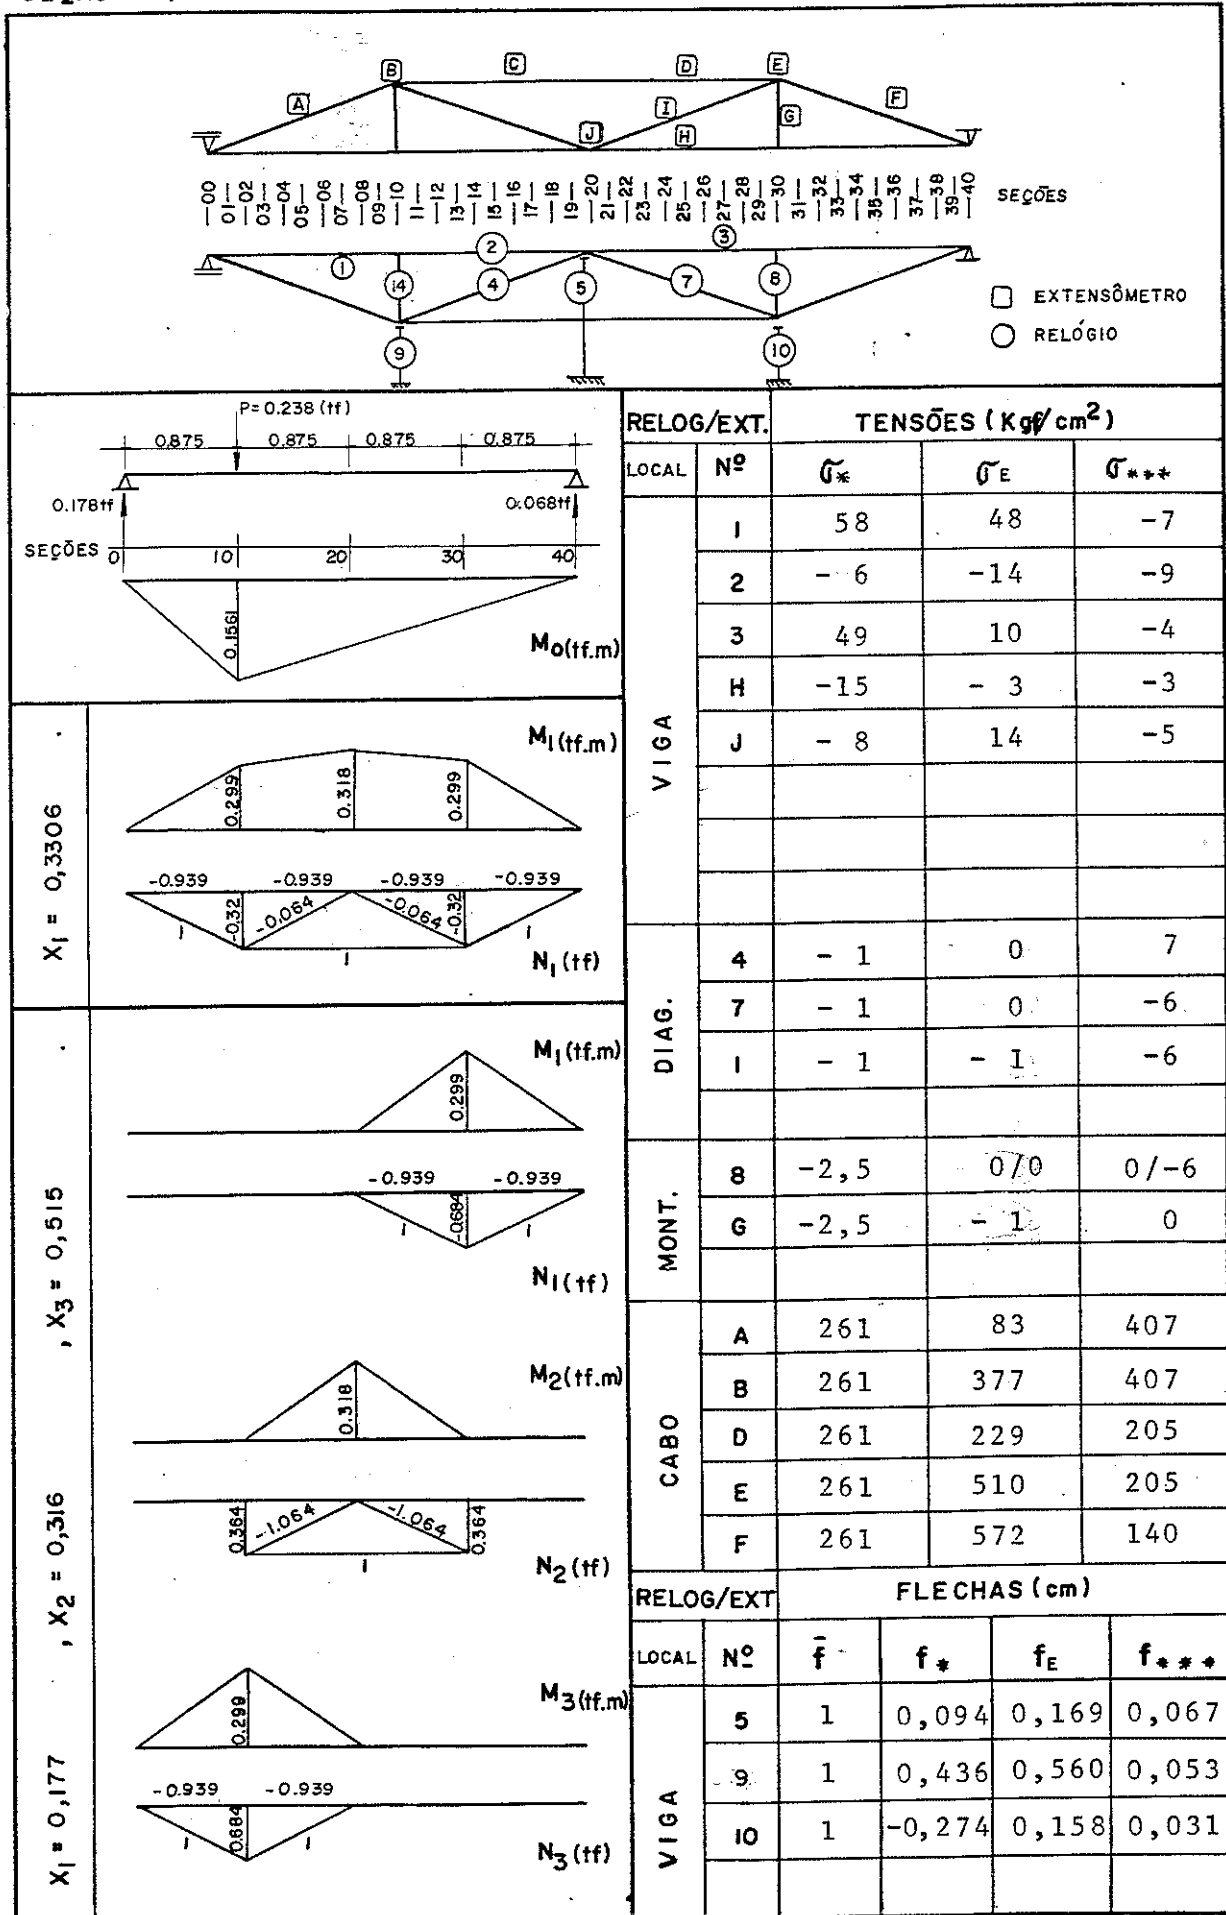 B C D E
A I F
G
J H
00 01 02 03 04 05 06 07 08 09 10 11 12 13 14 15 16 17 18 19 20 21 22 23 24 25 26 27 28 29 30 31 32 33 34 35 36 37 38 39 40 SEÇÕES
2 3
1 14 4 5 7 8
9 10
EXTENSÔMETRO
RELÓGIO
P=0.238 (tf)
0.875 0.875 0.875 0.875
0.178tf 0.068tf
SEÇÕES 0 10 20 30 40
0.1561
Mo(tf.m)
X1 = 0,3306
M1(tf.m)
0.299 0.318 0.299
-0.939 -0.939 -0.939 -0.939
-0.32 -0.064 -0.064 -0.32
1 1 1
N1(tf)
X1 = 0,177 , X2 = 0,316 , X3 = 0,515
M1(tf.m)
0.299
-0.939 -0.939
-0.684
1 1
N1(tf)
M2(tf.m)
0.318
0.364 -1.064 -1.064 0.364
1
N2(tf)
M3(tf.m)
0.299
-0.939 -0.939
0.684
1 1
N3(tf)
RELOG/EXT. TENSÕES (Kgf/cm²)
LOCAL Nº σ* σE σ***
VIGA
1 58 48 -7
2 - 6 -14 -9
3 49 10 -4
H -15 - 3 -3
J - 8 14 -5
DIAG.
4 - 1 0 7
7 - 1 0 -6
I - 1 - 1 -6
MONT.
8 -2,5 0/0 0/-6
G -2,5 - 1 0
CABO
A 261 83 407
B 261 377 407
D 261 229 205
E 261 510 205
F 261 572 140
RELOG/EXT FLECHAS (cm)
LOCAL Nº f̄ f* fE f***
VIGA
5 1 0,094 0,169 0,067
9 1 0,436 0,560 0,053
10 1 -0,274 0,158 0,031